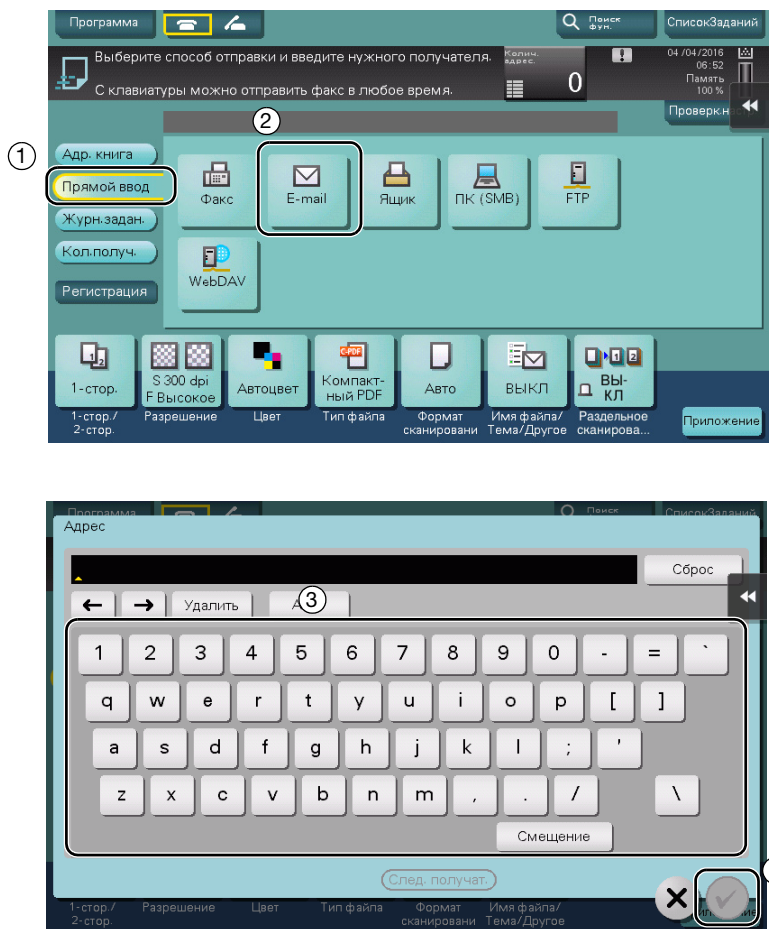 Программа
Поиск
фун.
СписокЗаданий
Выберите способ отправки и введите нужного получателя.
С клавиатуры можно отправить факс в любое время.
Колич.
адрес.
0
04/04/2016
06:52
Память
100 %
2
1
Адр. книга
Прямой ввод
Журн.задан.
Кол.получ.
Регистрация
Факс
E-mail
Ящик
ПК (SMB)
FTP
WebDAV
1-стор.
S 300 dpi
F Высокое
Автоцвет
Компакт-
ный PDF
Авто
ВЫКЛ
ВЫ-
КЛ
1-стор./
2-стор.
Разрешение
Цвет
Тип файла
Формат
сканировани
Имя файла/
Тема/Другое
Раздельное
сканирова...
Приложение
Программа
Поиск
СписокЗаданий
Адрес
Сброс
← → Удалить
3
1 2 3 4 5 6 7 8 9 0 - = `
q w e r t y u i o p [ ]
a s d f g h j k l ; '
z x c v b n m , . / \
Смещение
След. получат.
1-стор./
2-стор.
Разрешение
Цвет
Тип файла
Формат
сканировани
Имя файла/
Тема/Другое